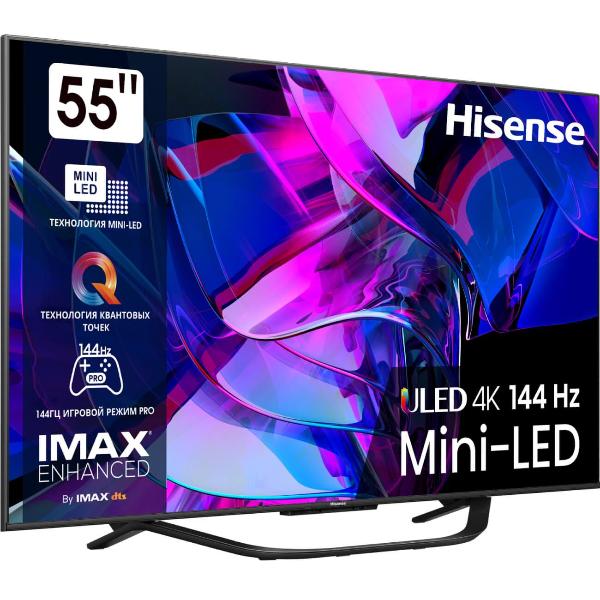 55"
Hisense
MINI
LED
ТЕХНОЛОГИЯ MINI-LED
ТЕХНОЛОГИЯ КВАНТОВЫХ
ТОЧЕК
144Hz
PRO
144ГЦ ИГРОВОЙ РЕЖИМ PRO
IMAX®
ENHANCED
By IMAX dts
ULED 4K 144 Hz
Mini-LED
Hisense